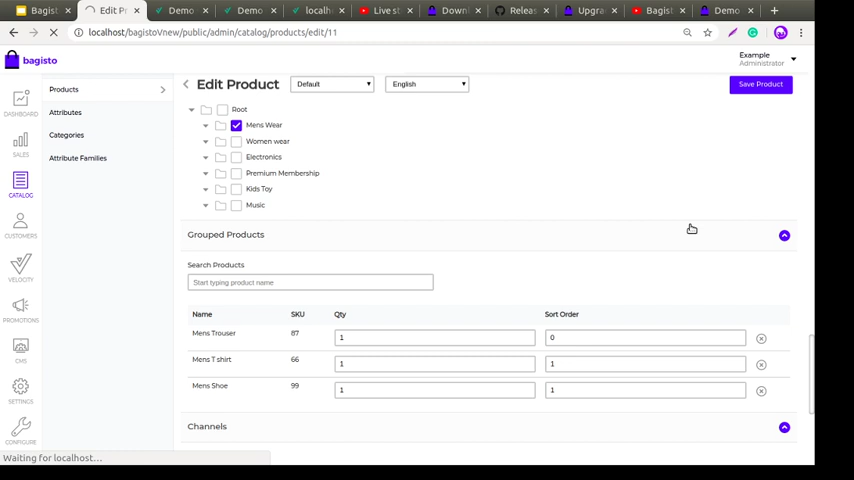 Bagist
Edit P
Demo
Demo
localh
Live st
Downl
Releas
Upgra
Bagist
Demo
localhost/bagistoVnew/public/admin/catalog/products/edit/11
bagisto
Example
Administrator
Products
Attributes
Categories
Attribute Families
DASHBOARD
SALES
CATALOG
CUSTOMERS
VELOCITY
PROMOTIONS
CMS
SETTINGS
CONFIGURE
Edit Product
Default
English
Save Product
Root
Mens Wear
Women wear
Electronics
Premium Membership
Kids Toy
Music
Grouped Products
Search Products
Start typing product name
Name SKU Qty Sort Order
Mens Trouser 87 1 0
Mens T shirt 66 1 1
Mens Shoe 99 1 1
Channels
Waiting for localhost...